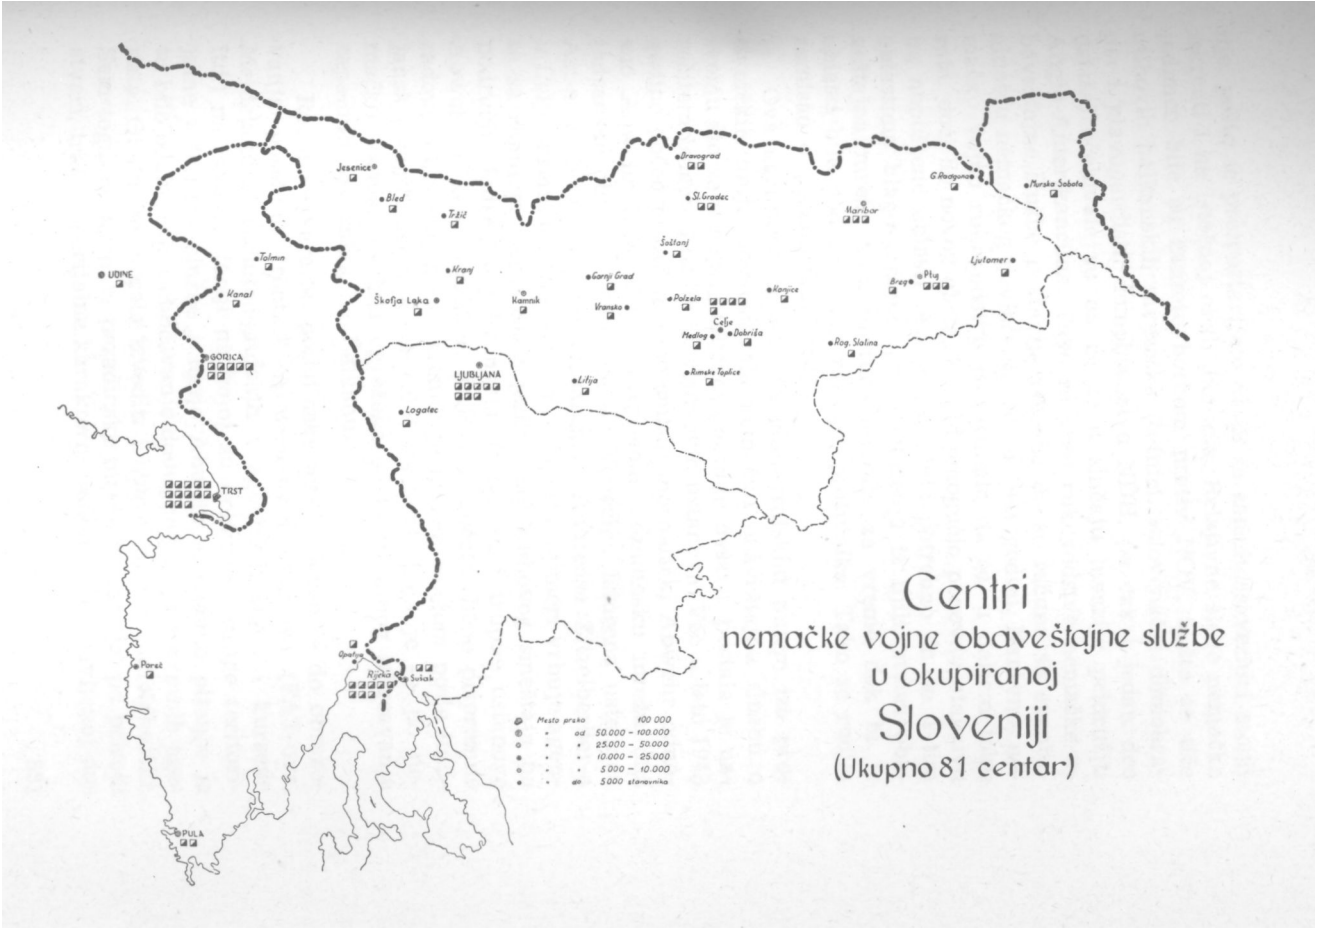 Jesenice
Bled
Tržič
Dravograd
Sl. Gradec
Maribor
G. Radgona
Murska Sobota
UDINE
Tolmin
Kanal
Kranj
Škofja Loka
Kamnik
Gornji Grad
Vransko
Šoštanj
Polzela
Konjice
Celje
Medlog
Dobriša
Rimske Toplice
Breg
Ptuj
Ljutomer
Rog. Slatina
GORICA
LJUBLJANA
Litija
Logatec
TRST
Poreč
Opatija
Rijeka
Sušak
PULA
Mesto preko 100 000
od 50.000 - 100.000
" 25.000 - 50.000
" 10.000 - 25.000
" 5 000 - 10.000
" do 5.000 stanovnika
Centri
nemačke vojne obaveštajne službe
u okupiranoj
Sloveniji
(Ukupno 81 centar)